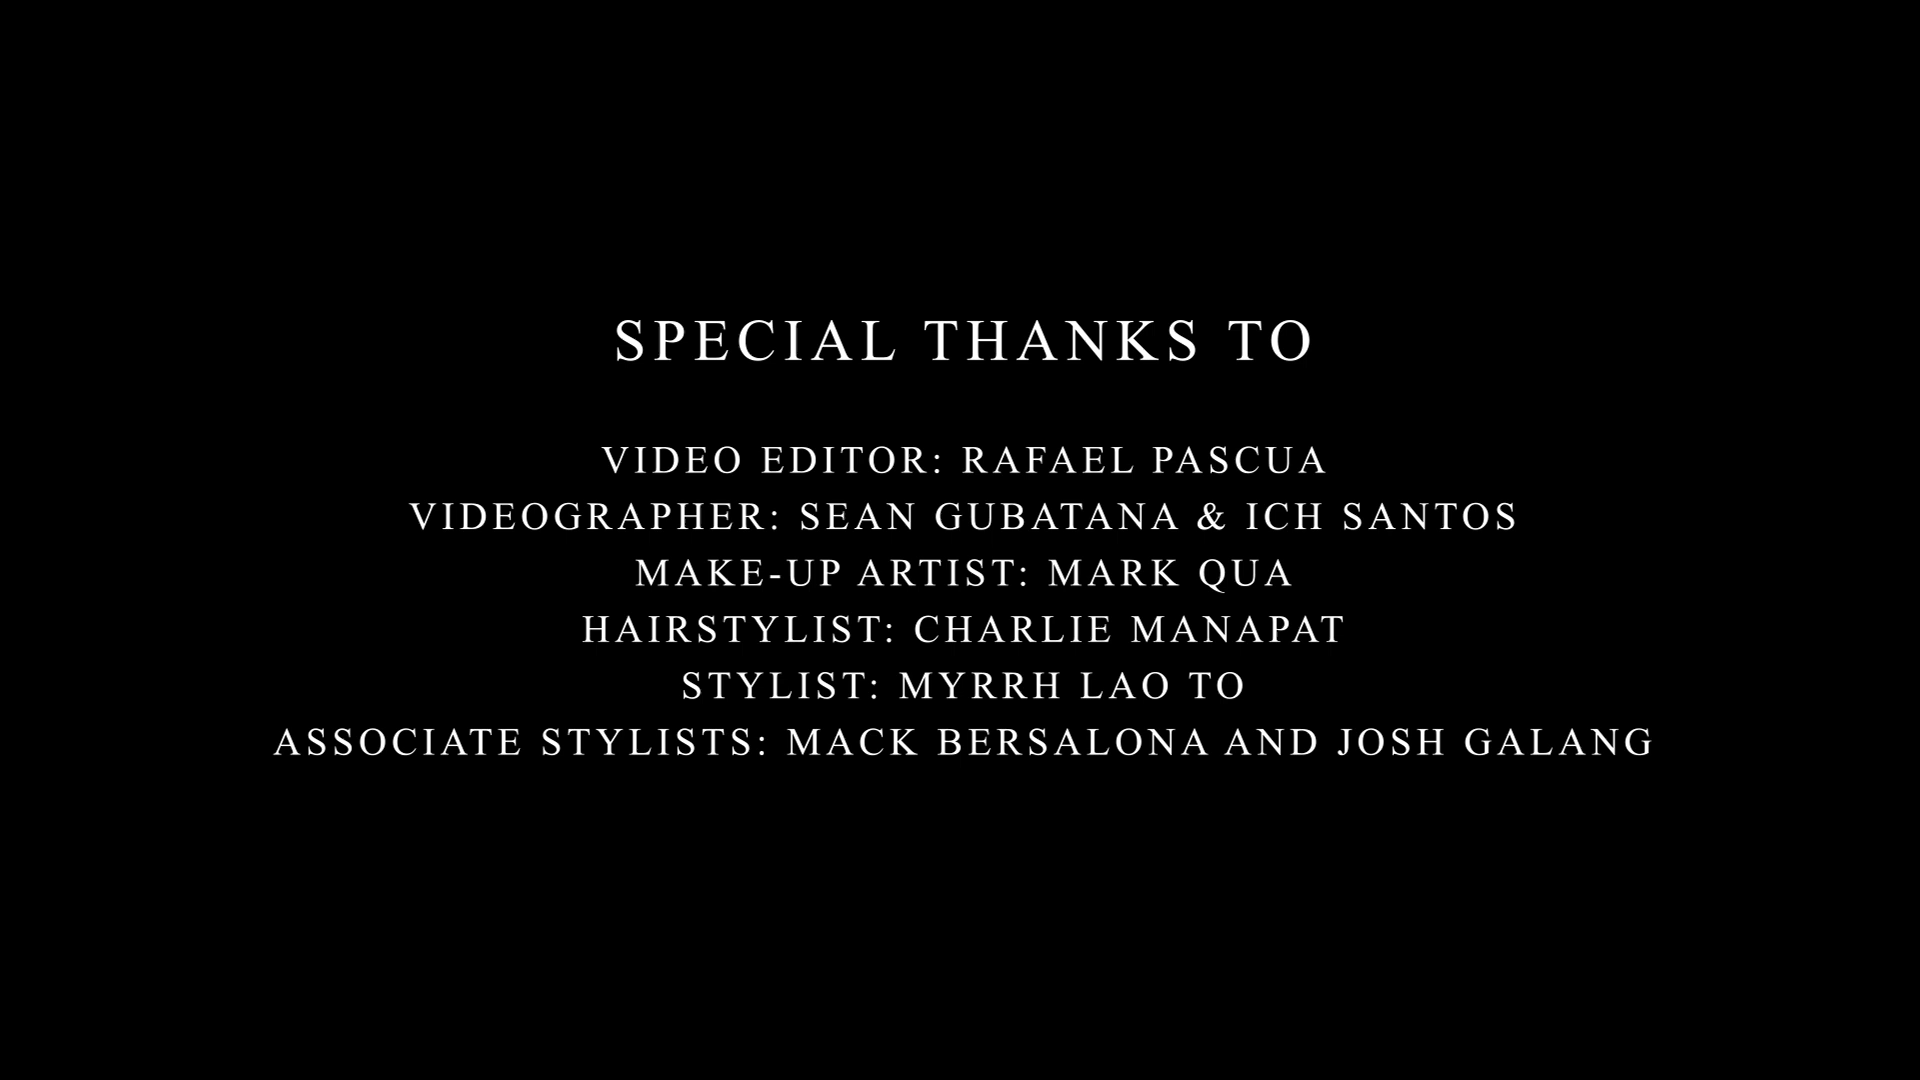 SPECIAL THANKS TO
VIDEO EDITOR: RAFAEL PASCUA
VIDEOGRAPHER: SEAN GUBATANA & ICH SANTOS
MAKE-UP ARTIST: MARK QUA
HAIRSTYLIST: CHARLIE MANAPAT
STYLIST: MYRRH LAO TO
ASSOCIATE STYLISTS: MACK BERSALONA AND JOSH GALANG